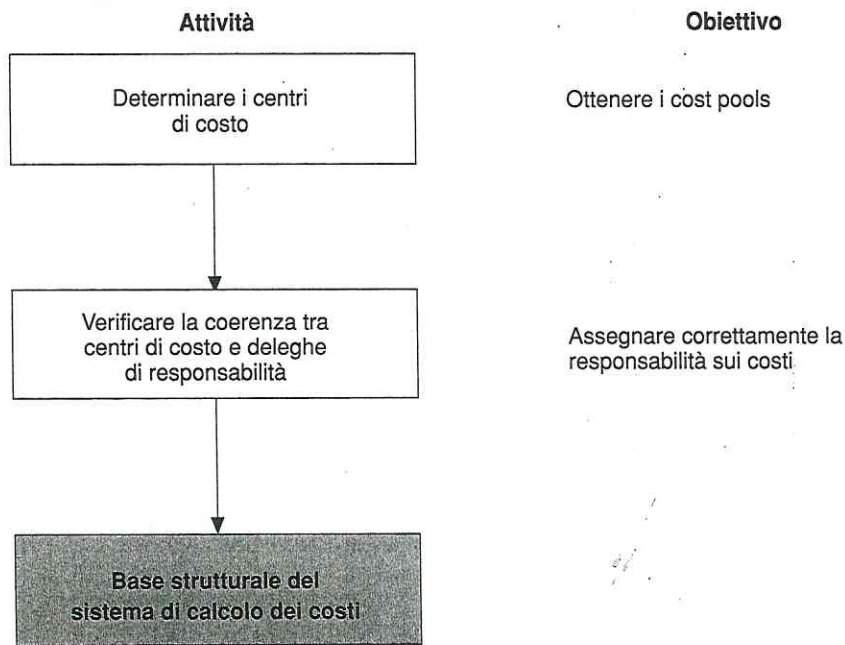 Attività
Obiettivo
Determinare i centri
di costo
Ottenere i cost pools
Verificare la coerenza tra
centri di costo e deleghe
di responsabilità
Assegnare correttamente la
responsabilità sui costi
Base strutturale del
sistema di calcolo dei costi